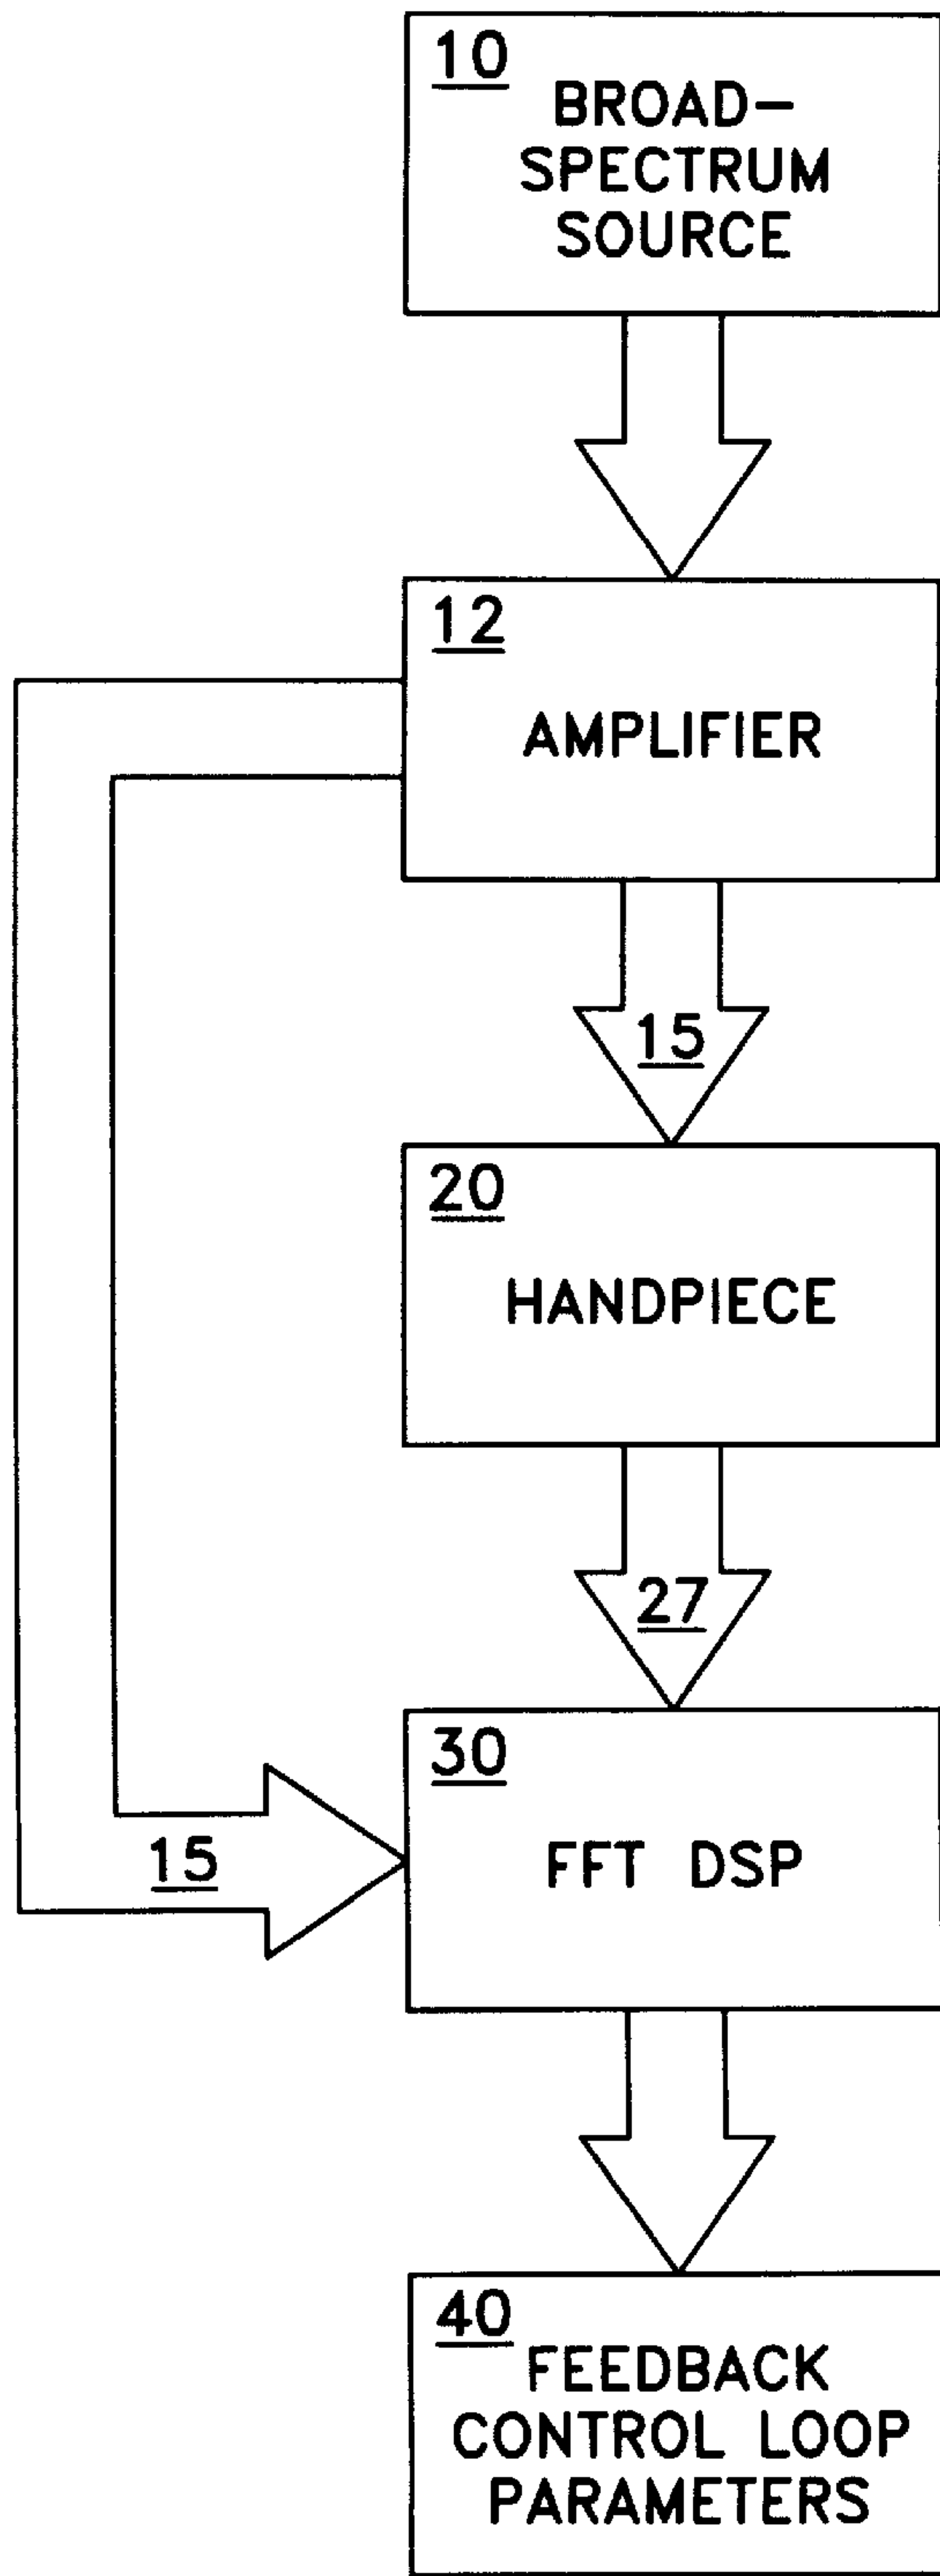 10
BROAD-
SPECTRUM
SOURCE
12
AMPLIFIER
15
20
HANDPIECE
27
30
FFT DSP
15
40
FEEDBACK
CONTROL LOOP
PARAMETERS